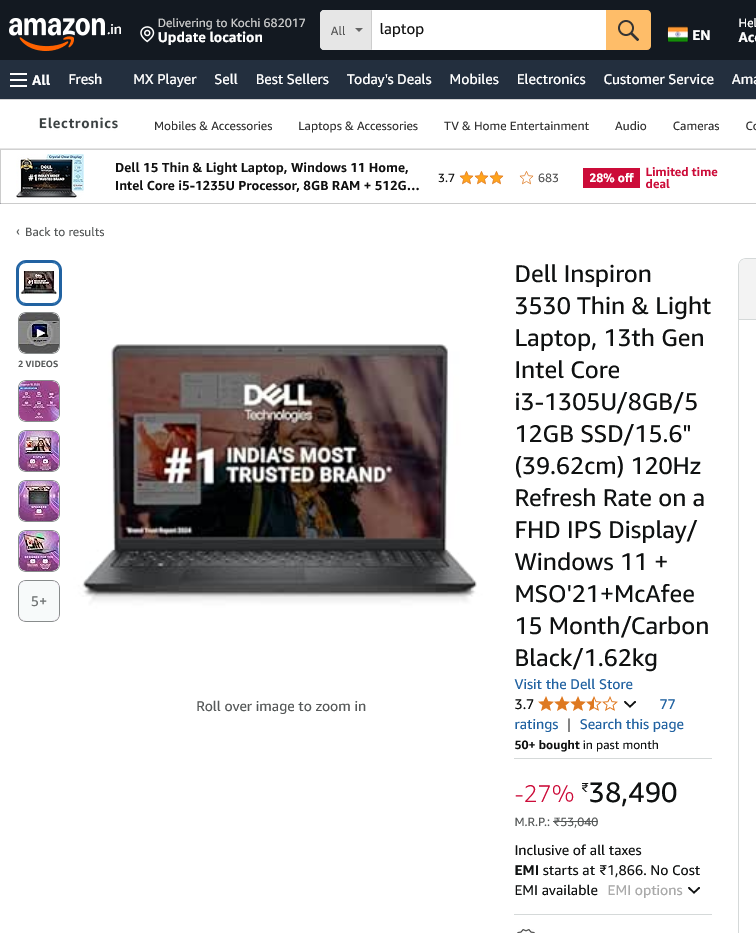 amazon.in
Delivering to Kochi 682017
Update location
All
laptop
EN
Hel
Acc
All
Fresh
MX Player
Sell
Best Sellers
Today's Deals
Mobiles
Electronics
Customer Service
Ama
Electronics
Mobiles & Accessories
Laptops & Accessories
TV & Home Entertainment
Audio
Cameras
Co
Dell 15 Thin & Light Laptop, Windows 11 Home,
Intel Core i5-1235U Processor, 8GB RAM + 512G...
3.7
683
28% off
Limited time
deal
‹ Back to results
2 VIDEOS
5+
DELL
Technologies
#1 INDIA'S MOST
TRUSTED BRAND*
Brand Trust Report 2024
Roll over image to zoom in
Dell Inspiron
3530 Thin & Light
Laptop, 13th Gen
Intel Core
i3-1305U/8GB/5
12GB SSD/15.6"
(39.62cm) 120Hz
Refresh Rate on a
FHD IPS Display/
Windows 11 +
MSO'21+McAfee
15 Month/Carbon
Black/1.62kg
Visit the Dell Store
3.7
77
ratings | Search this page
50+ bought in past month
-27% ₹38,490
M.R.P.: ₹53,040
Inclusive of all taxes
EMI starts at ₹1,866. No Cost
EMI available EMI options